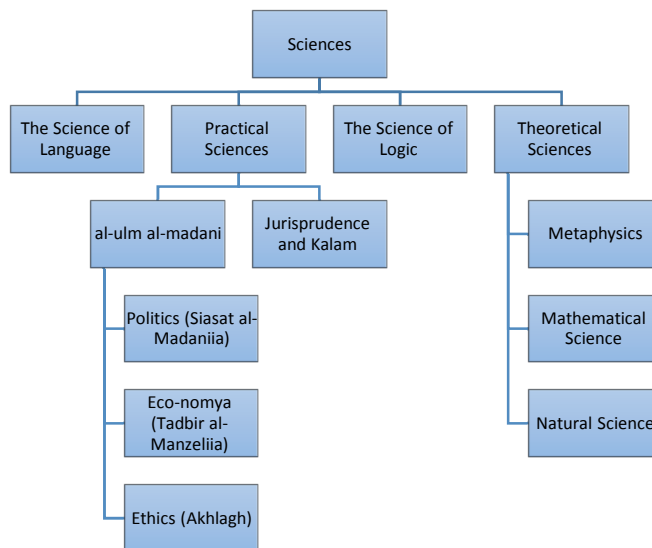 Sciences
The Science of
Language
Practical
Sciences
The Science of
Logic
Theoretical
Sciences
al-ulm al-madani
Jurisprudence
and Kalam
Metaphysics
Politics (Siasat al-
Madaniia)
Mathematical
Science
Eco-nomya
(Tadbir al-
Manzeliia)
Natural Science
Ethics (Akhlagh)